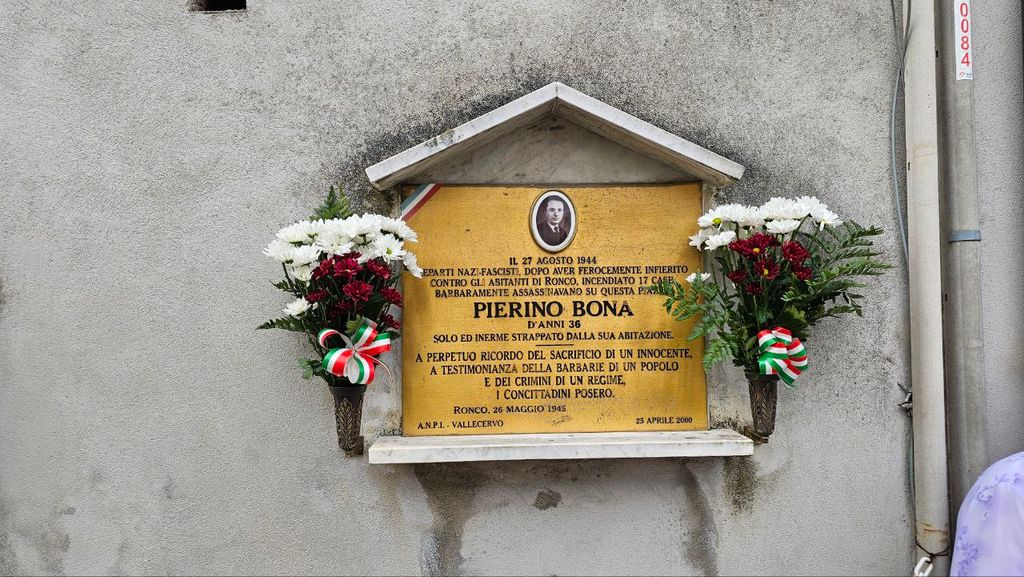 IL 27 AGOSTO 1944
REPARTI NAZI-FASCISTI, DOPO AVER FEROCEMENTE INFIERITO
CONTRO GLI ABITANTI DI RONCO, INCENDIATO 17 CASE,
BARBARAMENTE ASSASSINAVANO SU QUESTA
PIERINO BONA
D'ANNI 36
SOLO ED INERME STRAPPATO DALLA SUA ABITAZIONE.
A PERPETUO RICORDO DEL SACRIFICIO DI UN INNOCENTE,
A TESTIMONIANZA DELLA BARBARIE DI UN POPOLO
E DEI CRIMINI DI UN REGIME,
I CONCITTADINI POSERO.
RONCO, 26 MAGGIO 1945
A.N.P.I. - VALLECERVO 25 APRILE 2000
0084